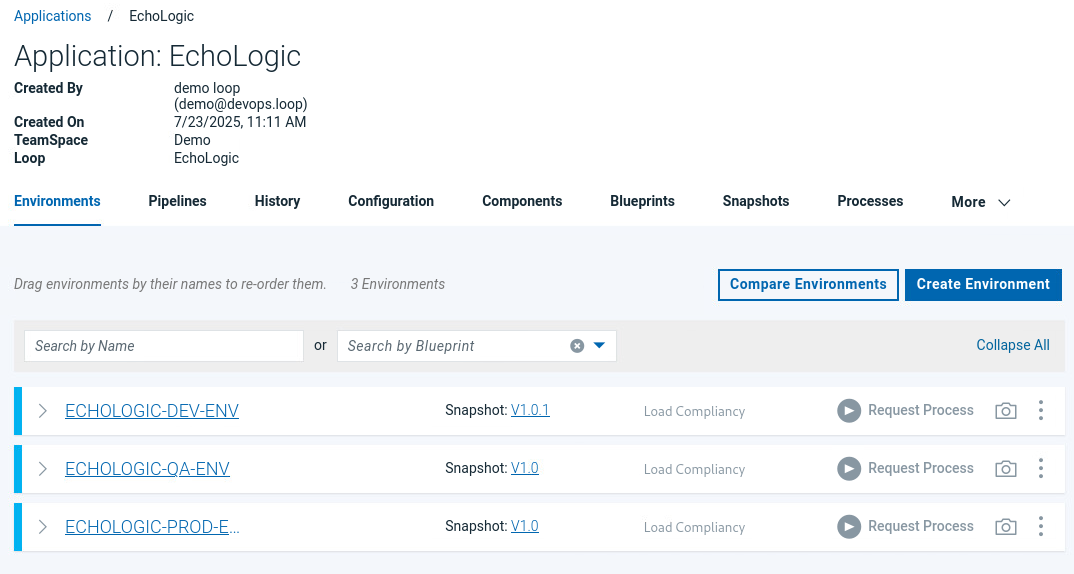 Applications / EchoLogic
Application: EchoLogic
Created By demo loop
(demo@devops.loop)
Created On 7/23/2025, 11:11 AM
TeamSpace Demo
Loop EchoLogic
Environments Pipelines History Configuration Components Blueprints Snapshots Processes More
Drag environments by their names to re-order them. 3 Environments Compare Environments Create Environment
Search by Name or Search by Blueprint Collapse All
ECHOLOGIC-DEV-ENV Snapshot: V1.0.1 Load Compliancy Request Process
ECHOLOGIC-QA-ENV Snapshot: V1.0 Load Compliancy Request Process
ECHOLOGIC-PROD-E... Snapshot: V1.0 Load Compliancy Request Process